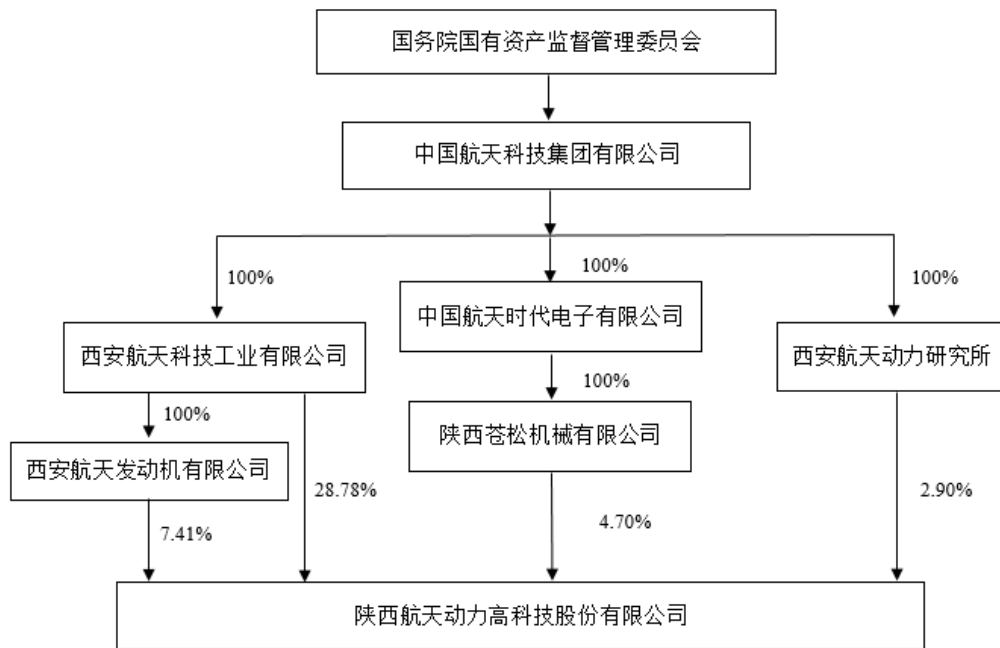 国务院国有资产监督管理委员会
中国航天科技集团有限公司
100%
100%
100%
西安航天科技工业有限公司
中国航天时代电子有限公司
西安航天动力研究所
100%
100%
西安航天发动机有限公司
陕西苍松机械有限公司
7.41%
28.78%
4.70%
2.90%
陕西航天动力高科技股份有限公司